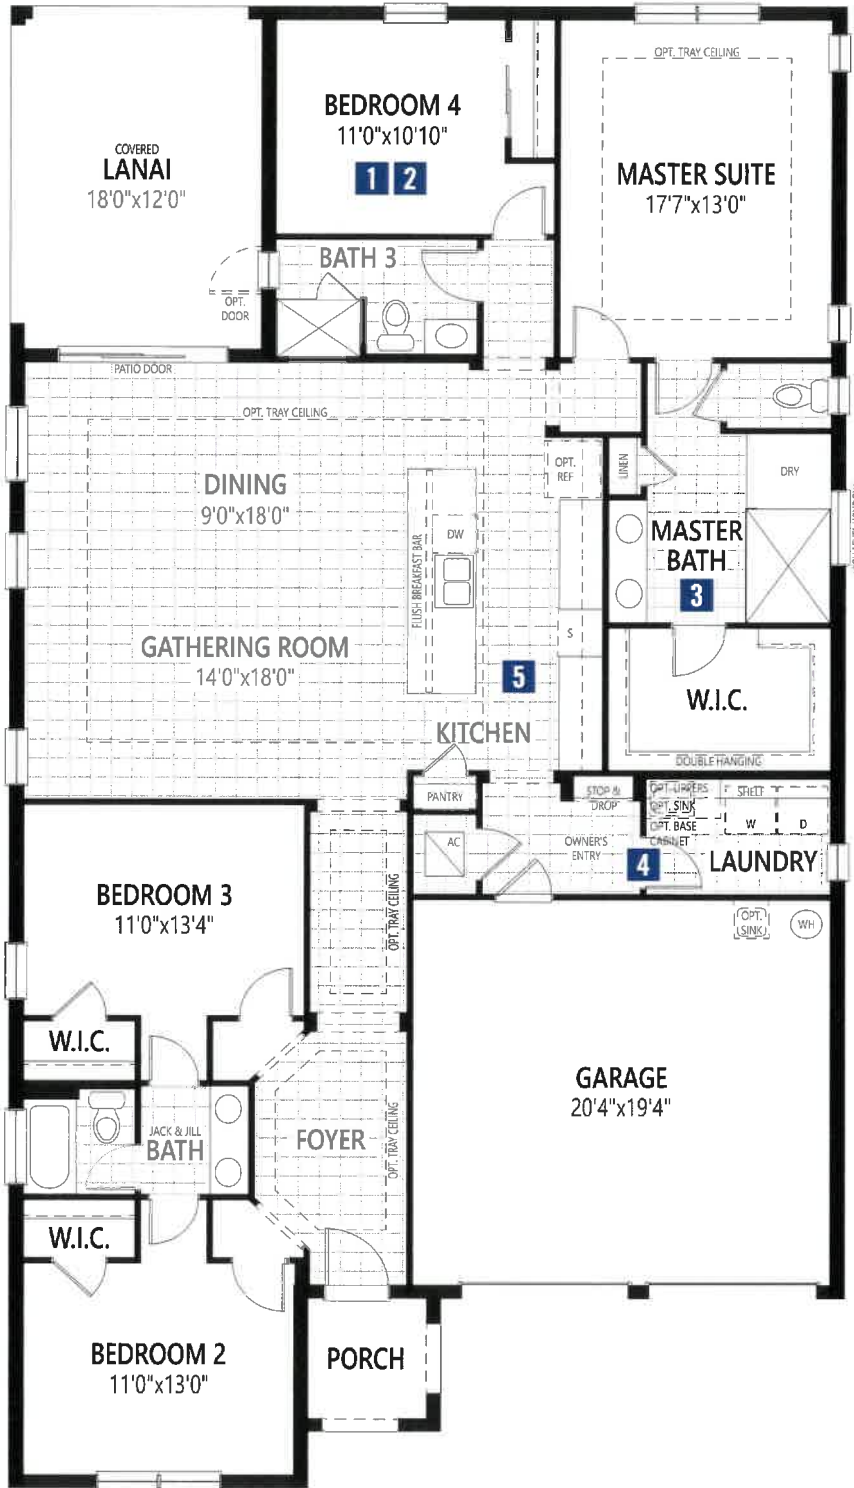 COVERED
LANAI
18'0"x12'0"
OPT.
DOOR
BEDROOM 4
11'0"x10'10"
1 2
OPT. TRAY CEILING
MASTER SUITE
17'7"x13'0"
BATH 3
PATIO DOOR
OPT. TRAY CEILING
DINING
9'0"x18'0"
GATHERING ROOM
14'0"x18'0"
FLUSH BREAKFAST BAR
DW
OPT.
REF
S
5
KITCHEN
PANTRY
LINEN
DRY
MASTER
BATH
3
W.I.C.
DOUBLE HANGING
STOP &
DROP
OWNER'S
ENTRY
AC
4
OPT. UPPERS
OPT. SINK
OPT. BASE
CABINET
SHELF
W
D
LAUNDRY
OPT.
SINK
WH
BEDROOM 3
11'0"x13'4"
OPT. TRAY CEILING
W.I.C.
JACK & JILL
BATH
FOYER
OPT. TRAY CEILING
GARAGE
20'4"x19'4"
W.I.C.
BEDROOM 2
11'0"x13'0"
PORCH